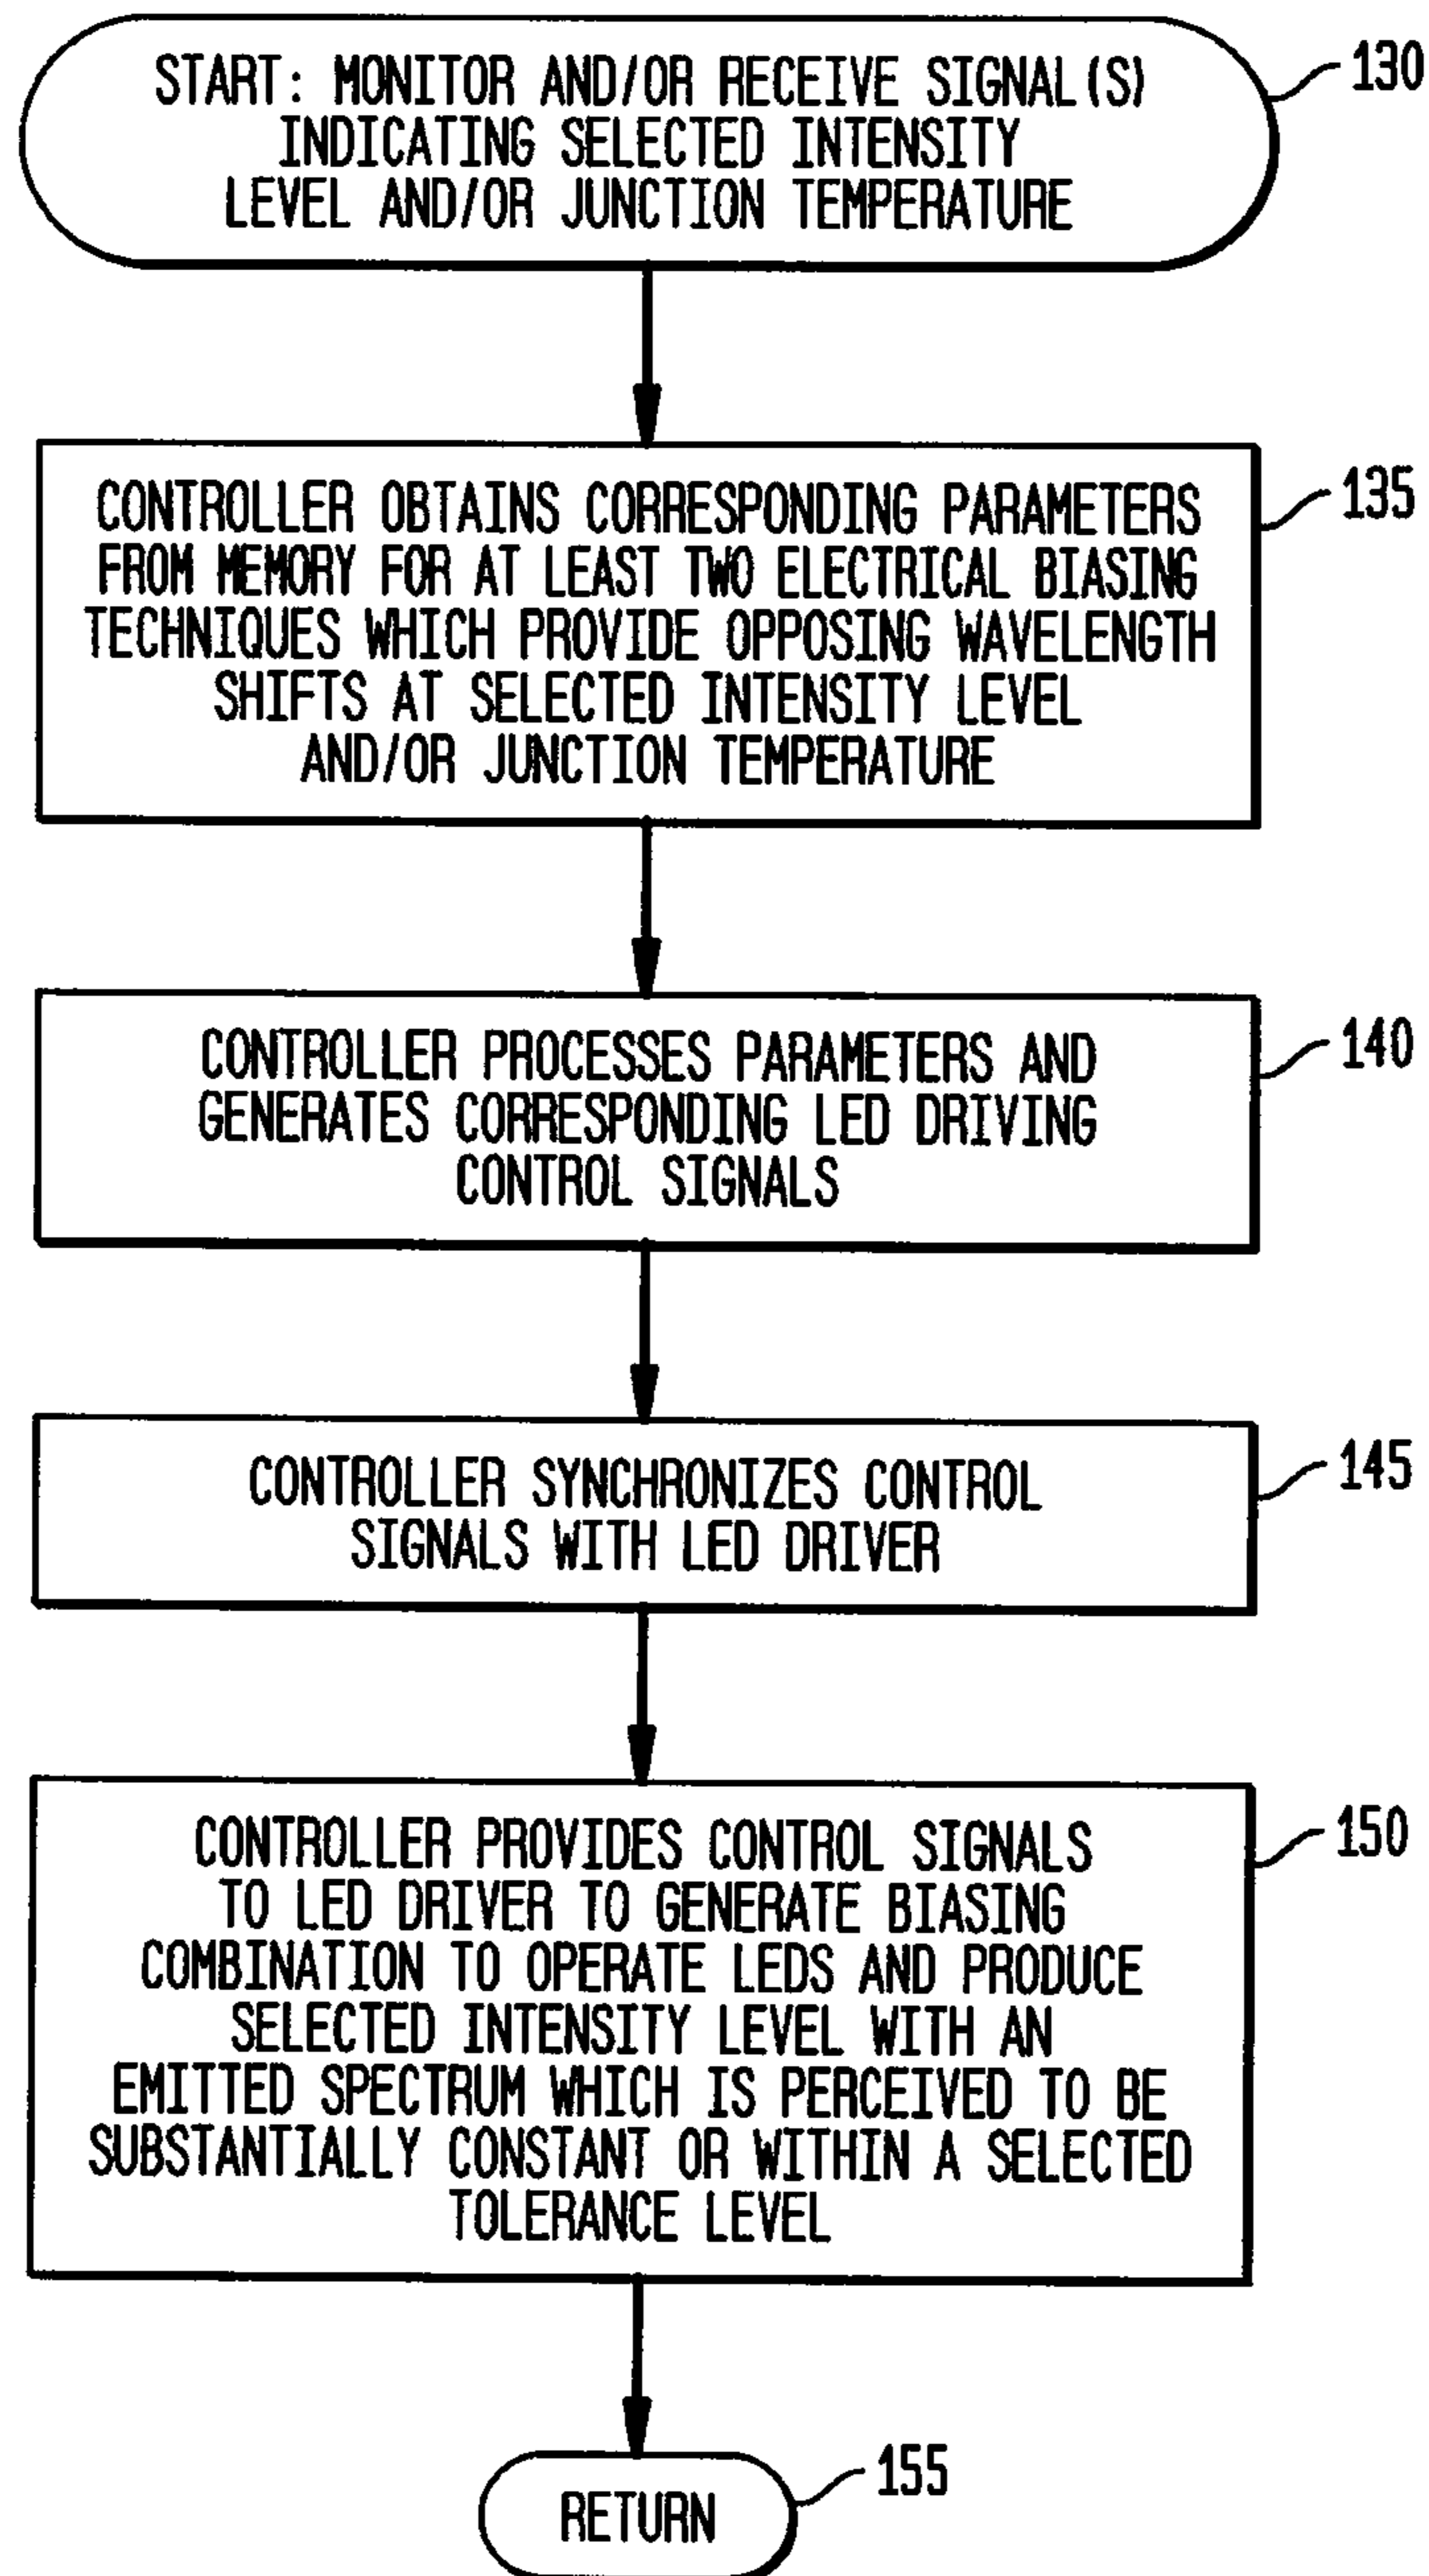 START: MONITOR AND/OR RECEIVE SIGNAL(S)
INDICATING SELECTED INTENSITY
LEVEL AND/OR JUNCTION TEMPERATURE
130
CONTROLLER OBTAINS CORRESPONDING PARAMETERS
FROM MEMORY FOR AT LEAST TWO ELECTRICAL BIASING
TECHNIQUES WHICH PROVIDE OPPOSING WAVELENGTH
SHIFTS AT SELECTED INTENSITY LEVEL
AND/OR JUNCTION TEMPERATURE
135
CONTROLLER PROCESSES PARAMETERS AND
GENERATES CORRESPONDING LED DRIVING
CONTROL SIGNALS
140
CONTROLLER SYNCHRONIZES CONTROL
SIGNALS WITH LED DRIVER
145
CONTROLLER PROVIDES CONTROL SIGNALS
TO LED DRIVER TO GENERATE BIASING
COMBINATION TO OPERATE LEDS AND PRODUCE
SELECTED INTENSITY LEVEL WITH AN
EMITTED SPECTRUM WHICH IS PERCEIVED TO BE
SUBSTANTIALLY CONSTANT OR WITHIN A SELECTED
TOLERANCE LEVEL
150
RETURN
155